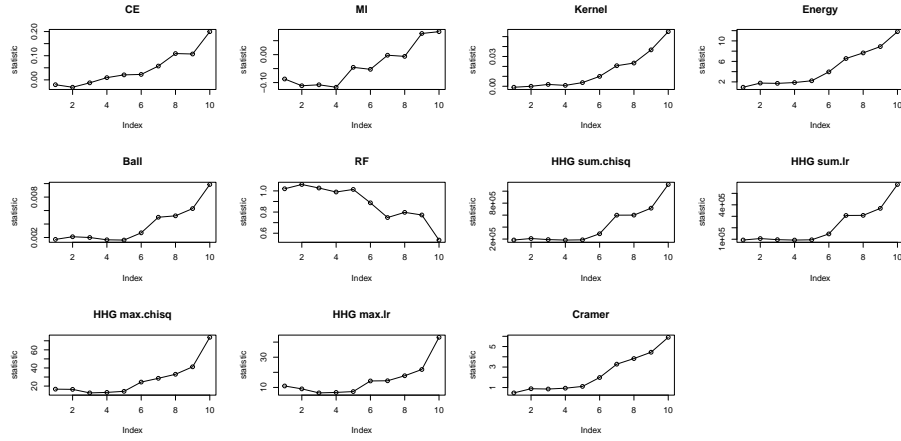 CE
statistic
0.00 0.10 0.20
2 4 6 8 10
Index
MI
statistic
−0.10 0.00
2 4 6 8 10
Index
Kernel
statistic
0.00 0.03
2 4 6 8 10
Index
Energy
statistic
2 6 12
2 4 6 8 10
Index
Ball
statistic
0.002 0.008
2 4 6 8 10
Index
RF
statistic
0.6 0.8 1.0
2 4 6 8 10
Index
HHG sum.chisq
statistic
2e+05 8e+05
2 4 6 8 10
Index
HHG sum.lr
statistic
1e+05 4e+05
2 4 6 8 10
Index
HHG max.chisq
statistic
20 40 60
2 4 6 8 10
Index
HHG max.lr
statistic
10 30
2 4 6 8 10
Index
Cramer
statistic
1 3 5
2 4 6 8 10
Index